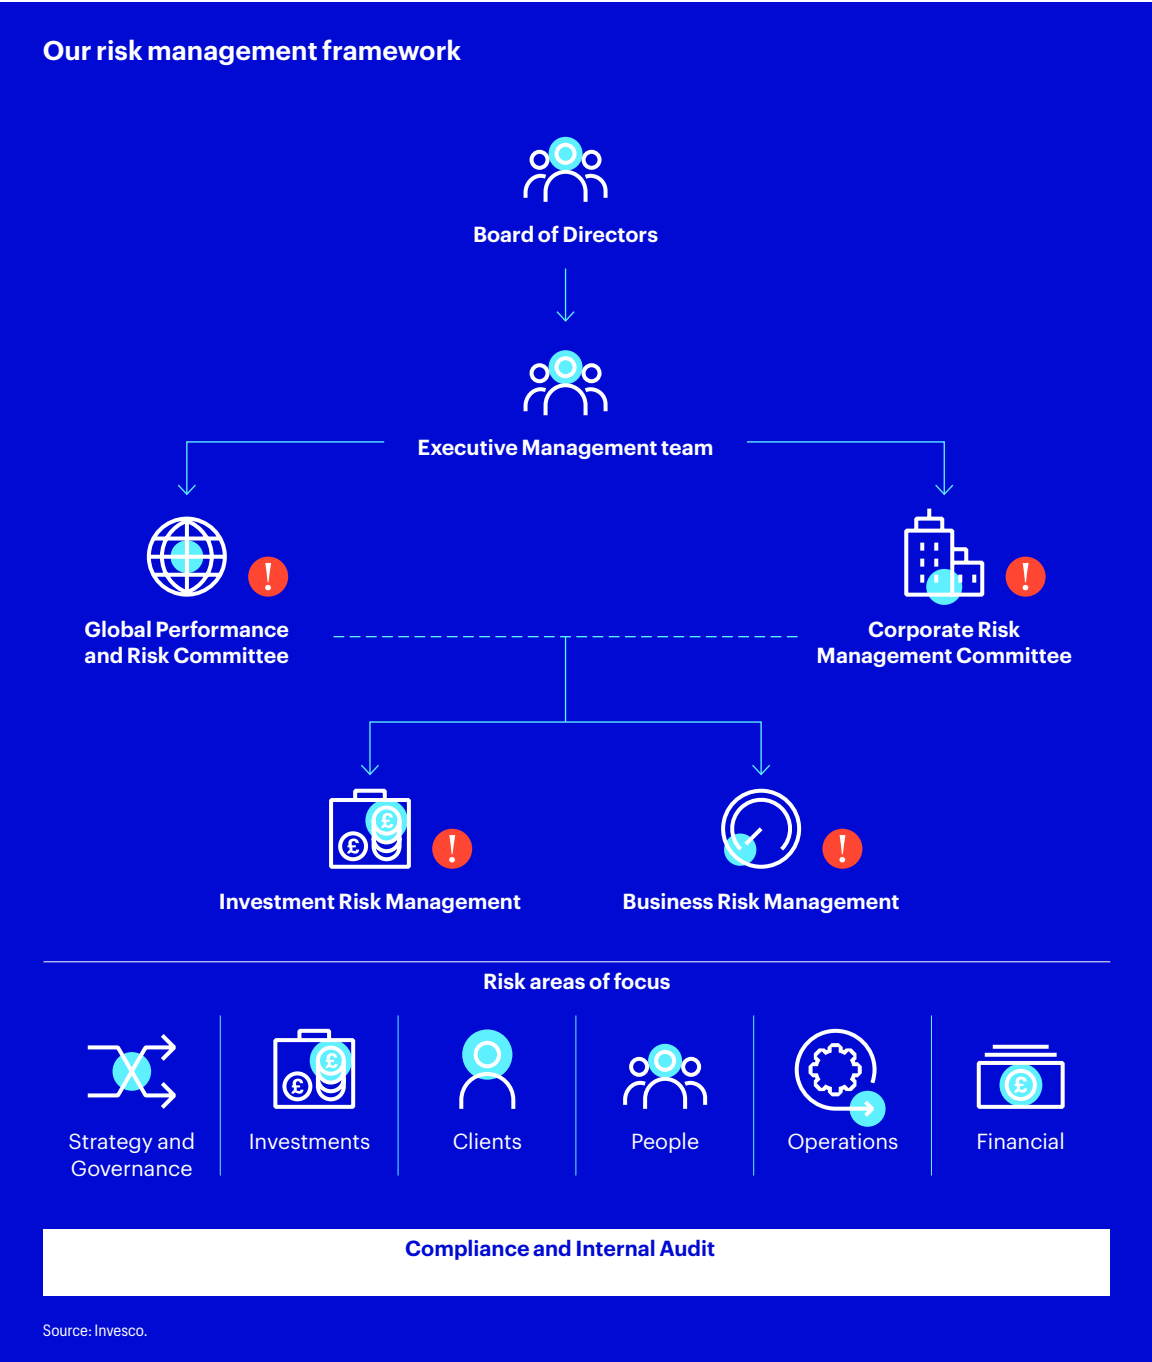 Our risk management framework
Board of Directors
Executive Management team
!
!
Global Performance
and Risk Committee
Corporate Risk
Management Committee
£
£
!
!
Investment Risk Management
Business Risk Management
Risk areas of focus
£
£
£
Strategy and
Governance
Investments
Clients
People
Operations
Financial
Compliance and Internal Audit
Source: Invesco.